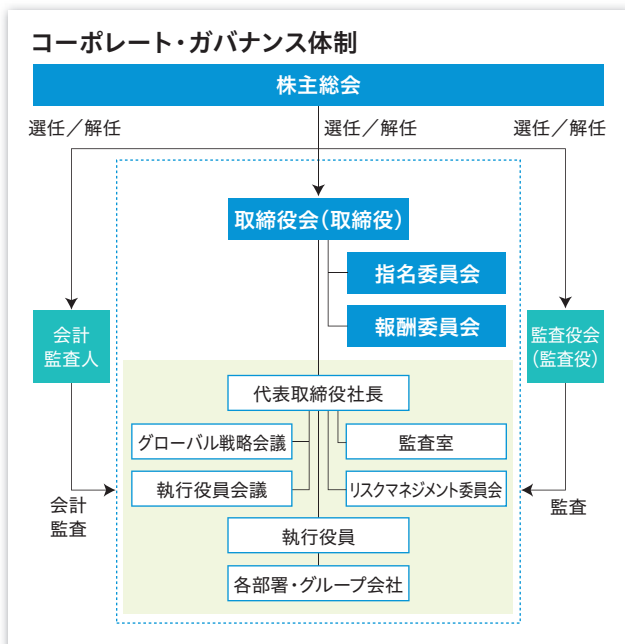 コーポレート・ガバナンス体制
株主総会
選任／解任
選任／解任
選任／解任
取締役会（取締役）
指名委員会
報酬委員会
会計
監査人
監査役会
(監査役)
代表取締役社長
グローバル戦略会議
監査室
執行役員会議
リスクマネジメント委員会
会計
監査
監査
執行役員
各部署・グループ会社